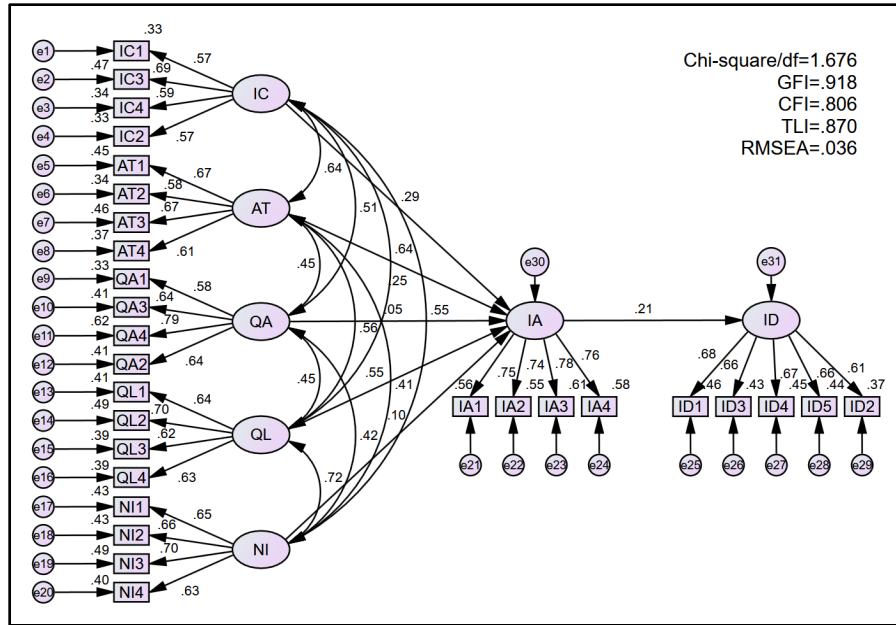 Chi-square/df=1.676
GFI=.918
CFI=.806
TLI=.870
RMSEA=.036
.33
e1 IC1 .57
.47
e2 IC3 .69
.34
e3 IC4 .59
.33
e4 IC2 .57
IC
.45
e5 AT1 .67
.34
e6 AT2 .58
.46
e7 AT3 .67
.37
e8 AT4 .61
AT
.33
e9 QA1 .58
.41
e10 QA3 .64
.62
e11 QA4 .79
.41
e12 QA2 .64
QA
.41
e13 QL1 .64
.49
e14 QL2 .70
.39
e15 QL3 .62
.39
e16 QL4 .63
QL
.43
e17 NI1 .65
.43
e18 NI2 .66
.49
e19 NI3 .70
.40
e20 NI4 .63
NI
.64
.51
.29
.64
.45
.25
.05
.55
.56
.45
.55
.41
.10
.42
.72
e30
IA
.21
e31
ID
.56 .75 .55 .74 .61 .78 .58 .76
IA1 IA2 IA3 IA4
e21 e22 e23 e24
.68 .66 .67 .66 .61
.46 .43 .45 .44 .37
ID1 ID3 ID4 ID5 ID2
e25 e26 e27 e28 e29